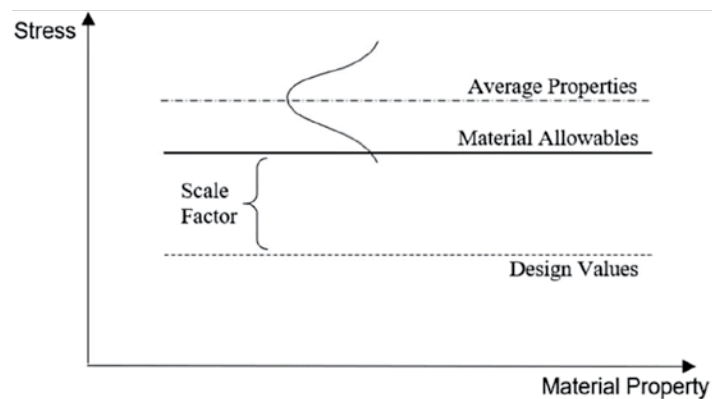 Stress
Average Properties
Material Allowables
Scale
Factor
Design Values
Material Property